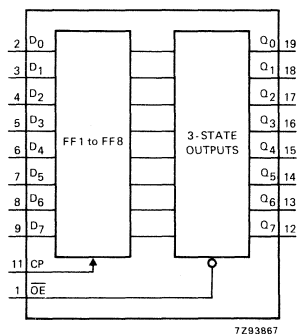 2 D0 Q0 19
3 D1 Q1 18
4 D2 Q2 17
5 D3 Q3 16
6 D4 Q4 15
7 D5 Q5 14
8 D6 Q6 13
9 D7 Q7 12
FF1 to FF8
3-STATE
OUTPUTS
11 CP
1 O̅E̅
7Z93867